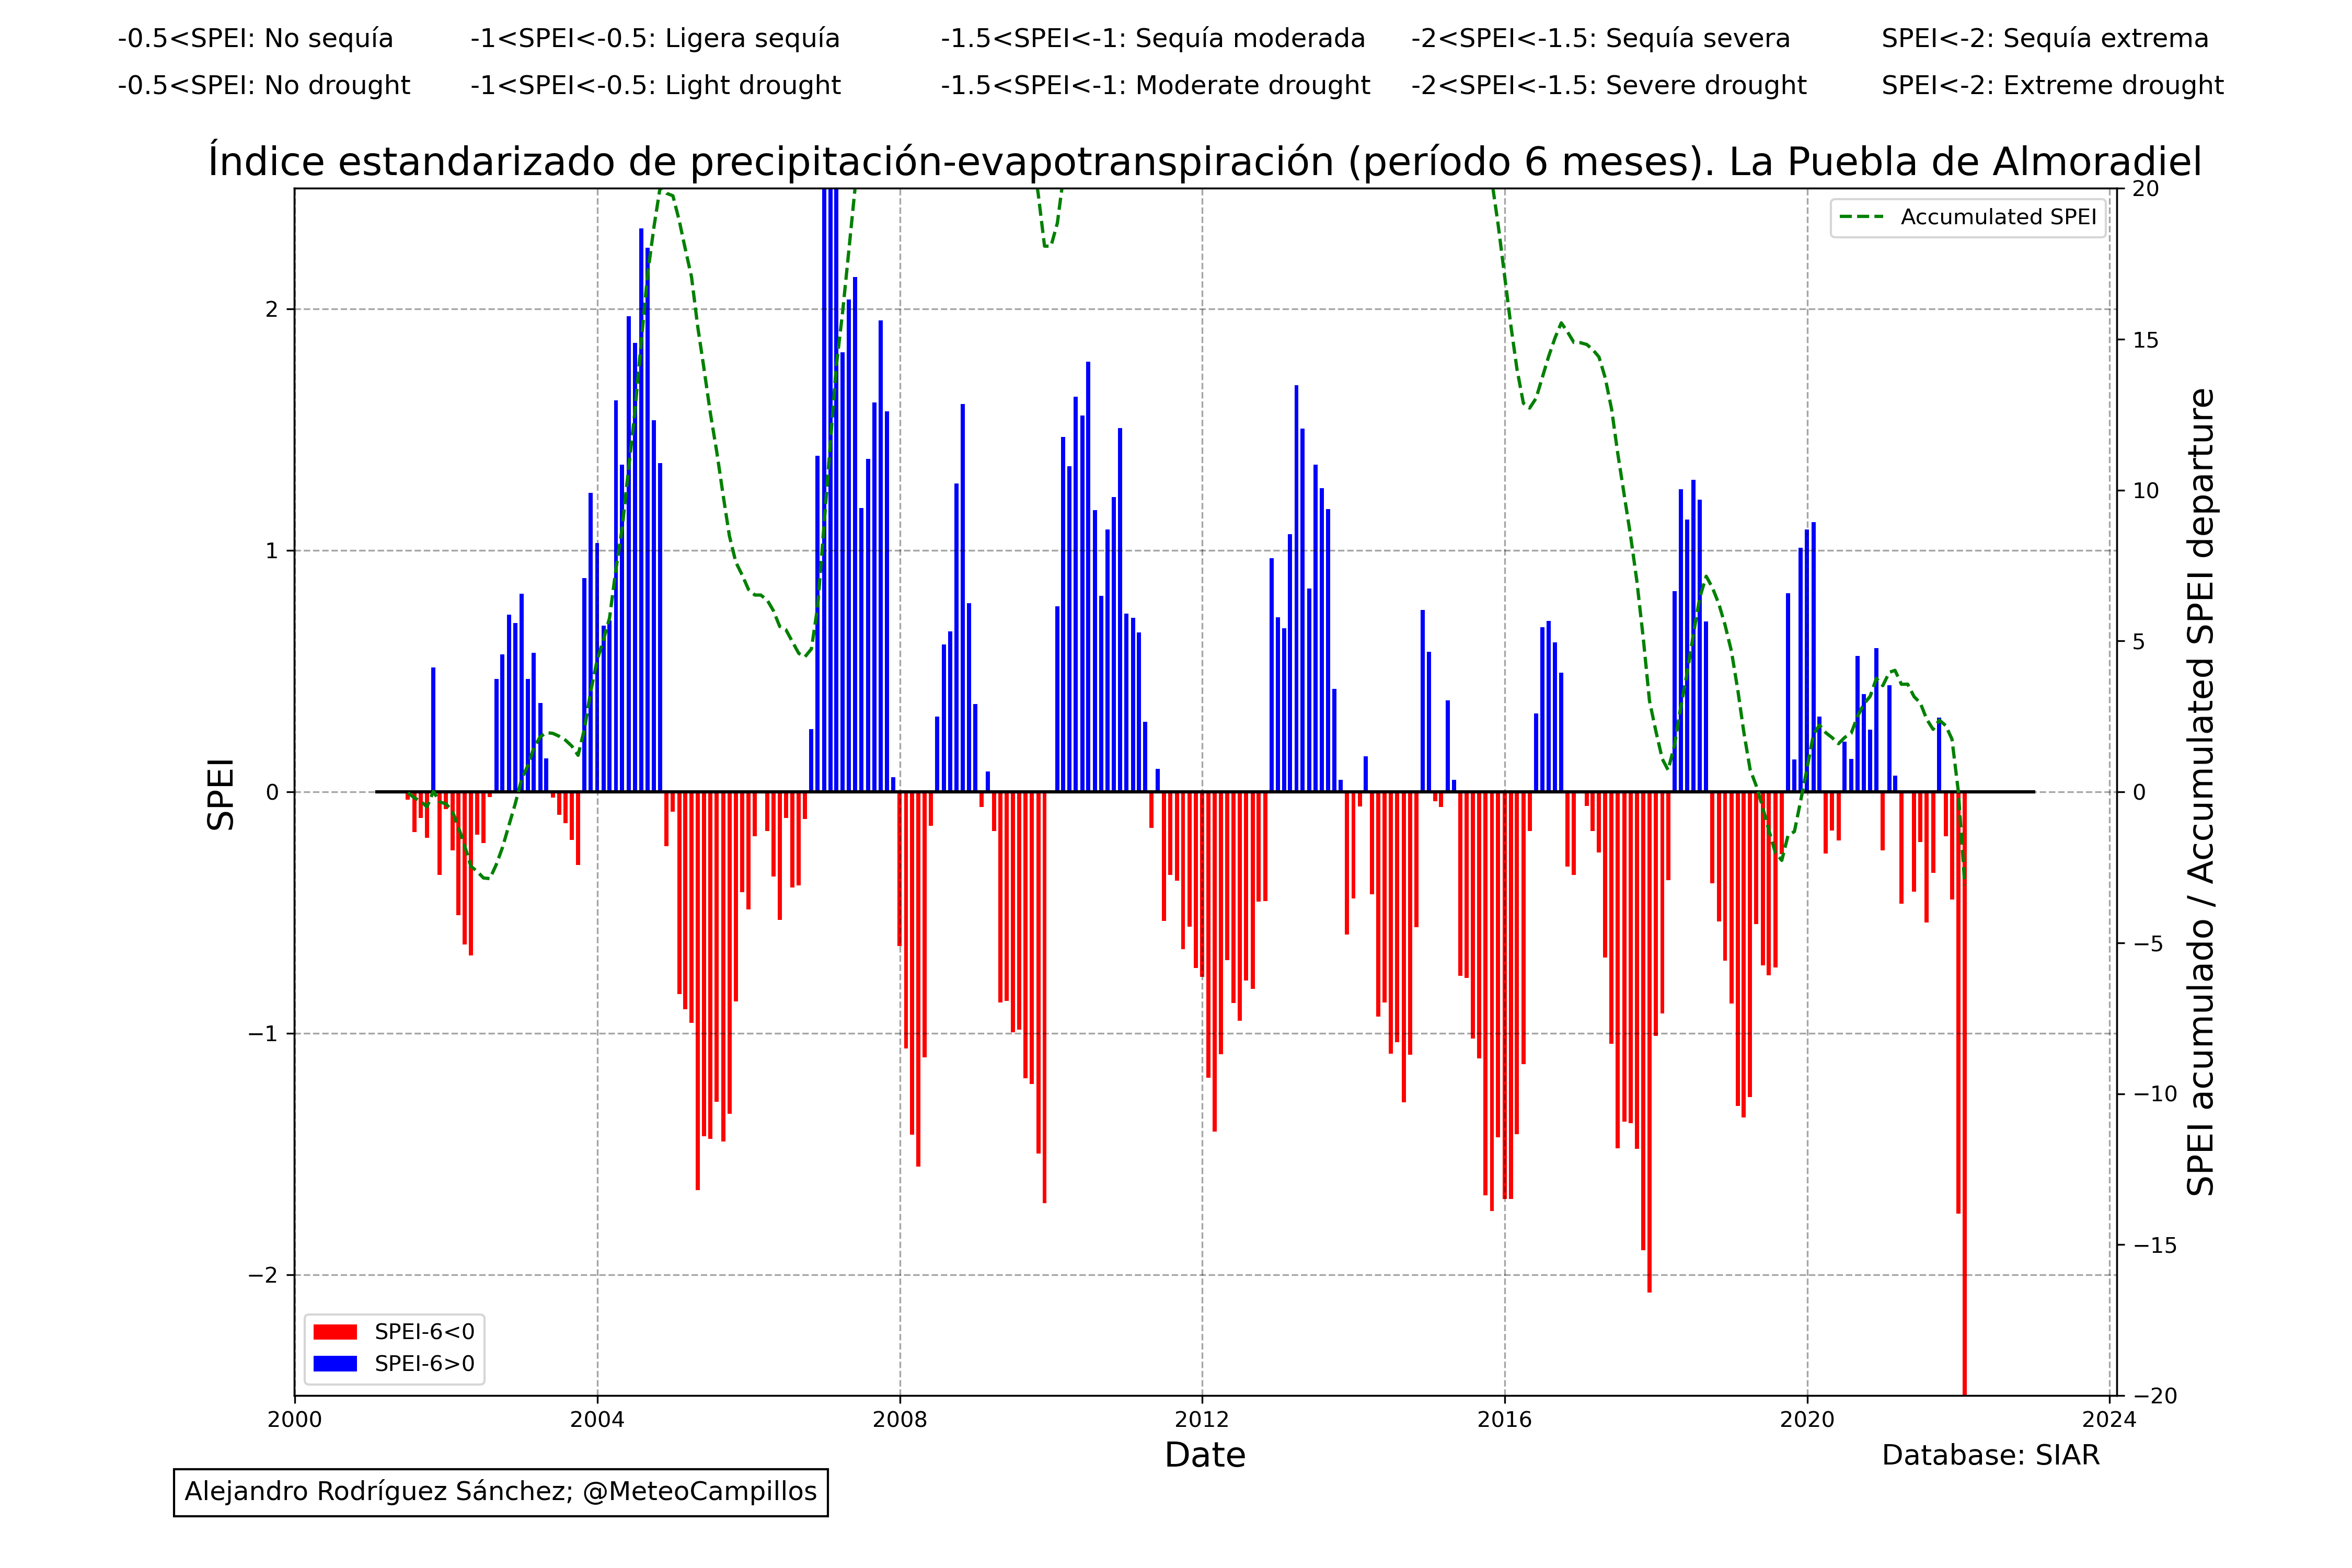 -0.5<SPEI: No sequía -1<SPEI<-0.5: Ligera sequía -1.5<SPEI<-1: Sequía moderada -2<SPEI<-1.5: Sequía severa SPEI<-2: Sequía extrema
-0.5<SPEI: No drought -1<SPEI<-0.5: Light drought -1.5<SPEI<-1: Moderate drought -2<SPEI<-1.5: Severe drought SPEI<-2: Extreme drought
Índice estandarizado de precipitación-evapotranspiración (período 6 meses). La Puebla de Almoradiel
Accumulated SPEI
SPEI
2
1
0
−1
−2
20
15
10
5
0
−5
−10
−15
−20
SPEI acumulado / Accumulated SPEI departure
SPEI-6<0
SPEI-6>0
2000 2004 2008 2012 2016 2020 2024
Date
Database: SIAR
Alejandro Rodríguez Sánchez; @MeteoCampillos